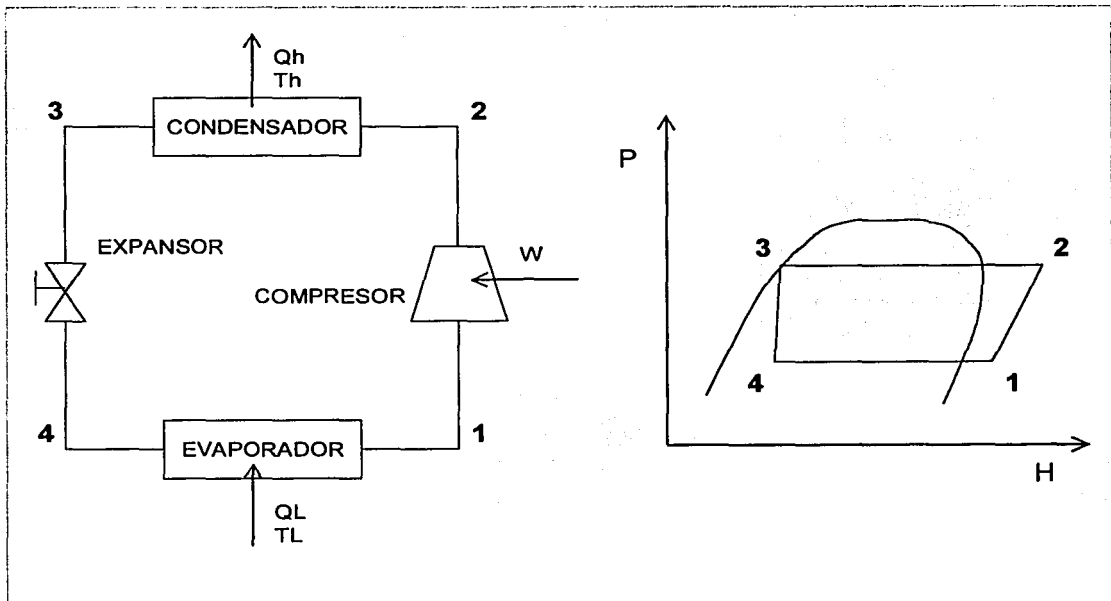 Qh
Th
3
CONDENSADOR
2
EXPANSOR
COMPRESOR
W
4
EVAPORADOR
1
QL
TL
P
3
2
4
1
H